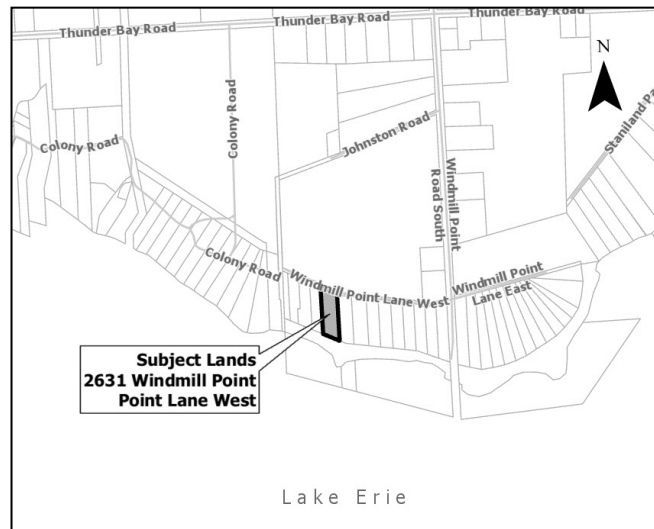 Thunder Bay Road
Thunder Bay Road
Thunder Bay Road
N
Colony Road
Colony Road
Johnston Road
Staniland Pa
Windmill Point
Road South
Colony Road
Windmill Point Lane West
Windmill Point
Lane East
Subject Lands
2631 Windmill Point
Point Lane West
Lake Erie